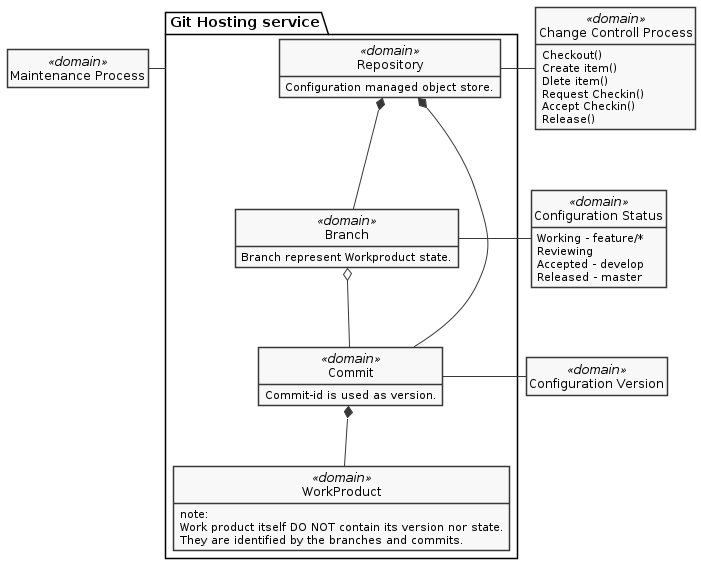 Git Hosting service
«domain»
Maintenance Process
«domain»
Repository
Configuration managed object store.
«domain»
Change Controll Process
Checkout()
Create item()
Dlete item()
Request Checkin()
Accept Checkin()
Release()
«domain»
Branch
Branch represent Workproduct state.
«domain»
Configuration Status
Working - feature/*
Reviewing
Accepted - develop
Released - master
«domain»
Commit
Commit-id is used as version.
«domain»
Configuration Version
«domain»
WorkProduct
note:
Work product itself DO NOT contain its version nor state.
They are identified by the branches and commits.